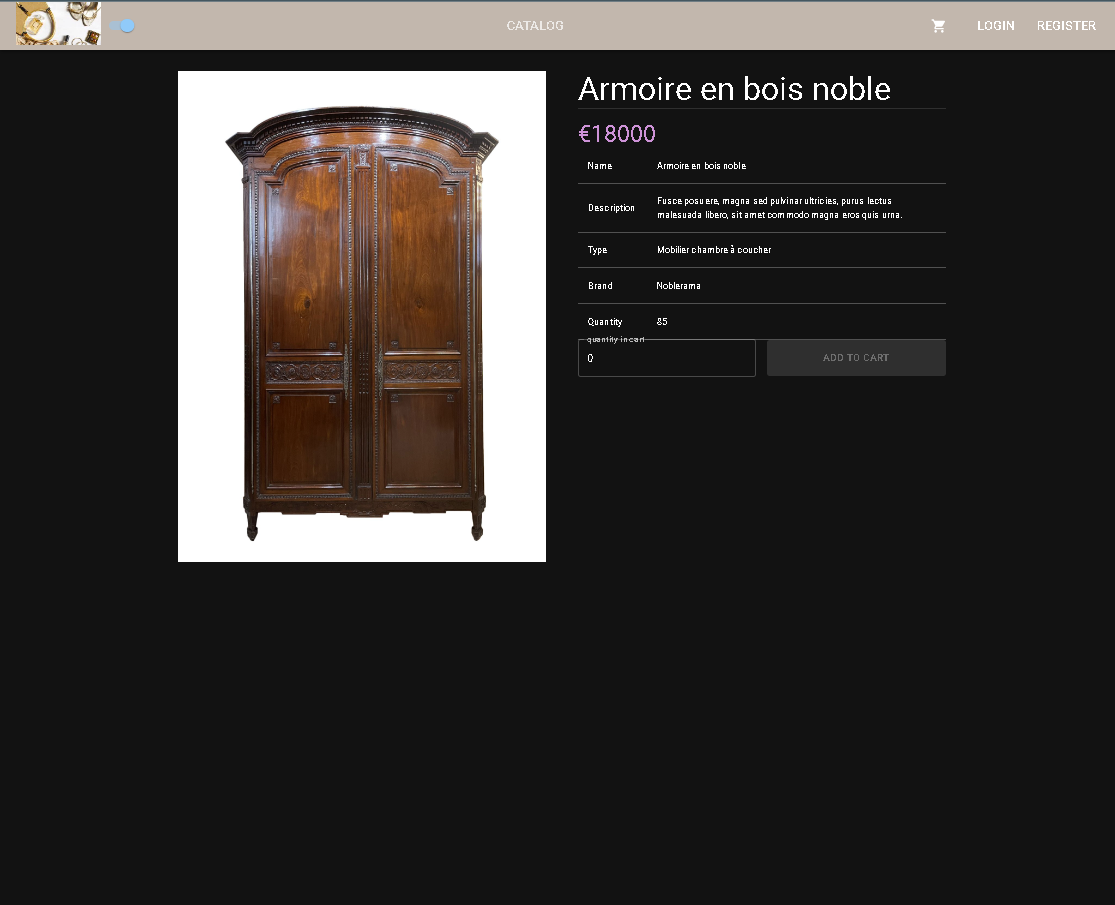 CATALOG
LOGIN
REGISTER
Armoire en bois noble
€18000
Name Armoire en bois noble
Description Fusce posuere, magna sed pulvinar ultricies, purus lectus
malesuada libero, sit amet commodo magna eros quis urna.
Type Mobilier chambre à coucher
Brand Noblerama
Quantity 85
quantity in cart
0
ADD TO CART